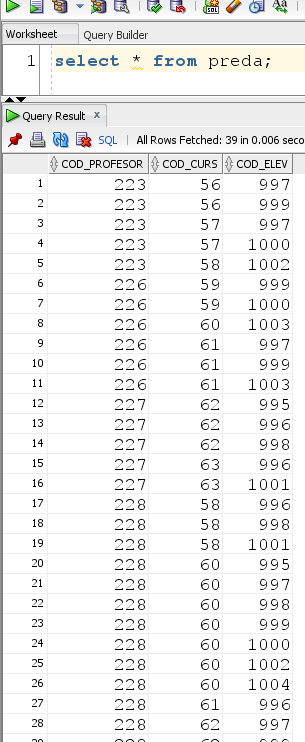 SQL
Worksheet Query Builder
1 select * from preda;
Query Result x
SQL | All Rows Fetched: 39 in 0.006 seco
COD_PROFESOR COD_CURS COD_ELEV
1 223 56 997
2 223 56 999
3 223 57 997
4 223 57 1000
5 223 58 1002
6 226 59 999
7 226 59 1000
8 226 60 1003
9 226 61 997
10 226 61 999
11 226 61 1003
12 227 62 995
13 227 62 996
14 227 62 998
15 227 63 996
16 227 63 1001
17 228 58 996
18 228 58 998
19 228 58 1001
20 228 60 995
21 228 60 997
22 228 60 998
23 228 60 999
24 228 60 1000
25 228 60 1002
26 228 60 1004
27 228 61 996
28 228 62 997